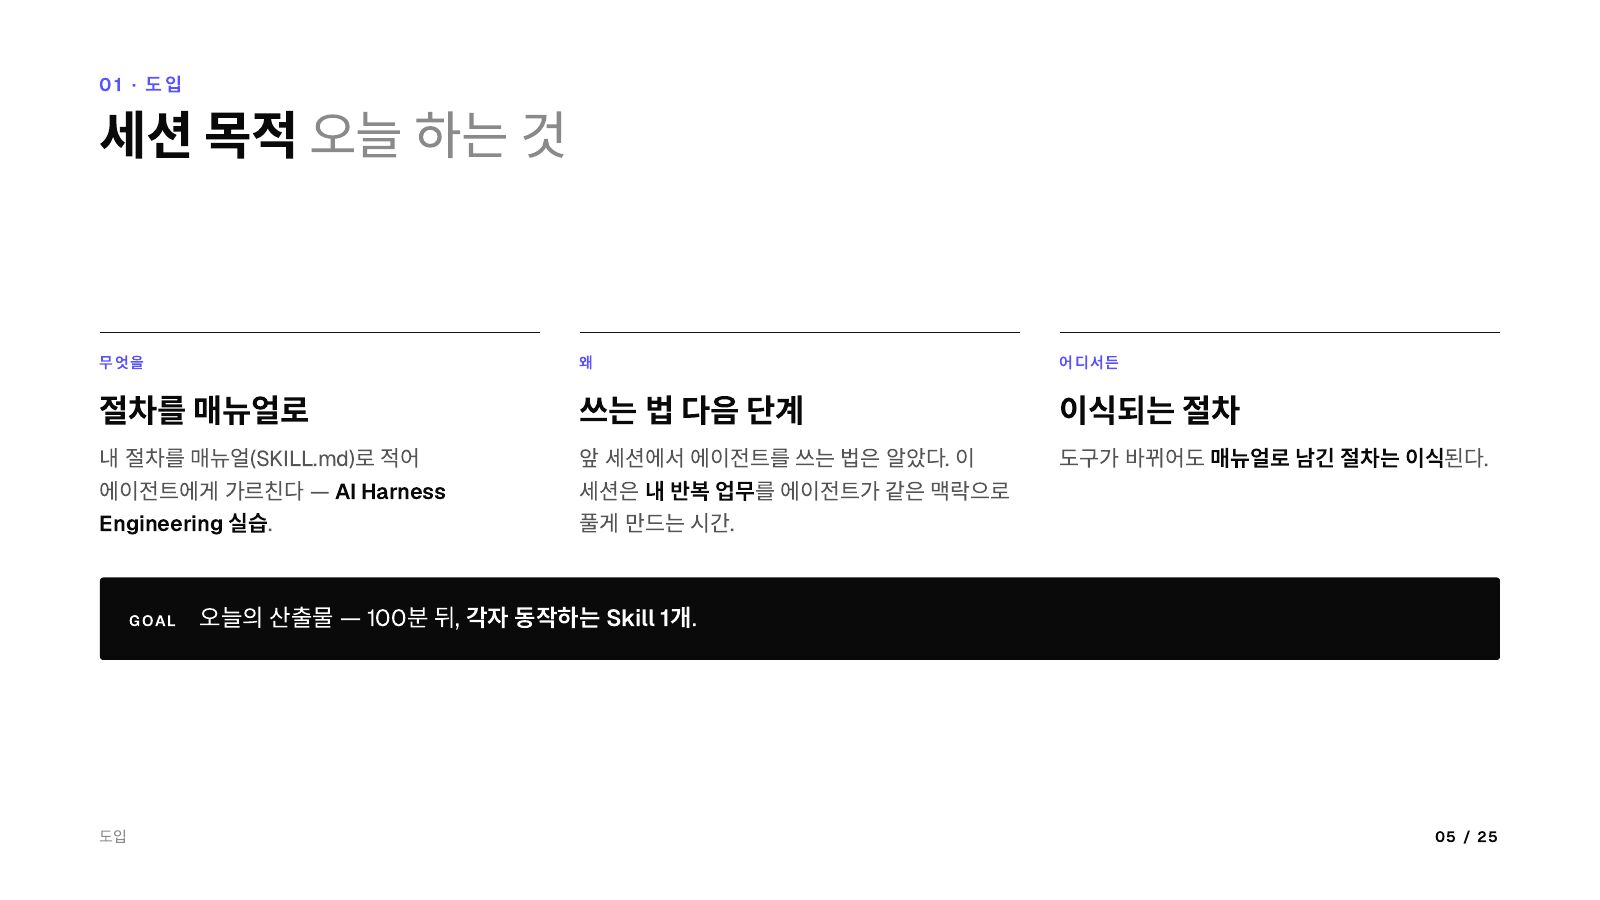 01 · 도입
세션 목적 오늘 하는 것
무엇을
절차를 매뉴얼로
내 절차를 매뉴얼(SKILL.md)로 적어
에이전트에게 가르친다 — AI Harness
Engineering 실습.
왜
쓰는 법 다음 단계
앞 세션에서 에이전트를 쓰는 법은 알았다. 이
세션은 내 반복 업무를 에이전트가 같은 맥락으로
풀게 만드는 시간.
어디서든
이식되는 절차
도구가 바뀌어도 매뉴얼로 남긴 절차는 이식된다.
GOAL 오늘의 산출물 — 100분 뒤, 각자 동작하는 Skill 1개.
도입
05 / 25